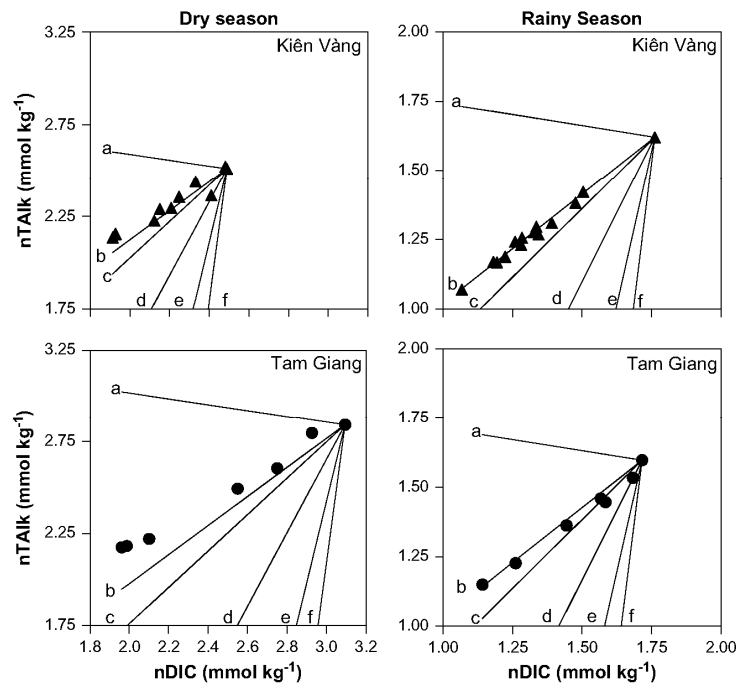 Dry season
Rainy Season
3.25
Kiên Vàng
2.75
2.25
1.75
nTAlk (mmol kg-1)
a
b
c
d
e
f
2.00
Kiên Vàng
1.75
1.50
1.25
1.00
a
b
c
d
e
f
3.25
Tam Giang
2.75
2.25
1.75
nTAlk (mmol kg-1)
a
b
c
d
e
f
1.8
2.0
2.2
2.4
2.6
2.8
3.0
3.2
nDIC (mmol kg-1)
2.00
Tam Giang
1.75
1.50
1.25
1.00
a
b
c
d
e
f
1.00
1.25
1.50
1.75
2.00
nDIC (mmol kg-1)